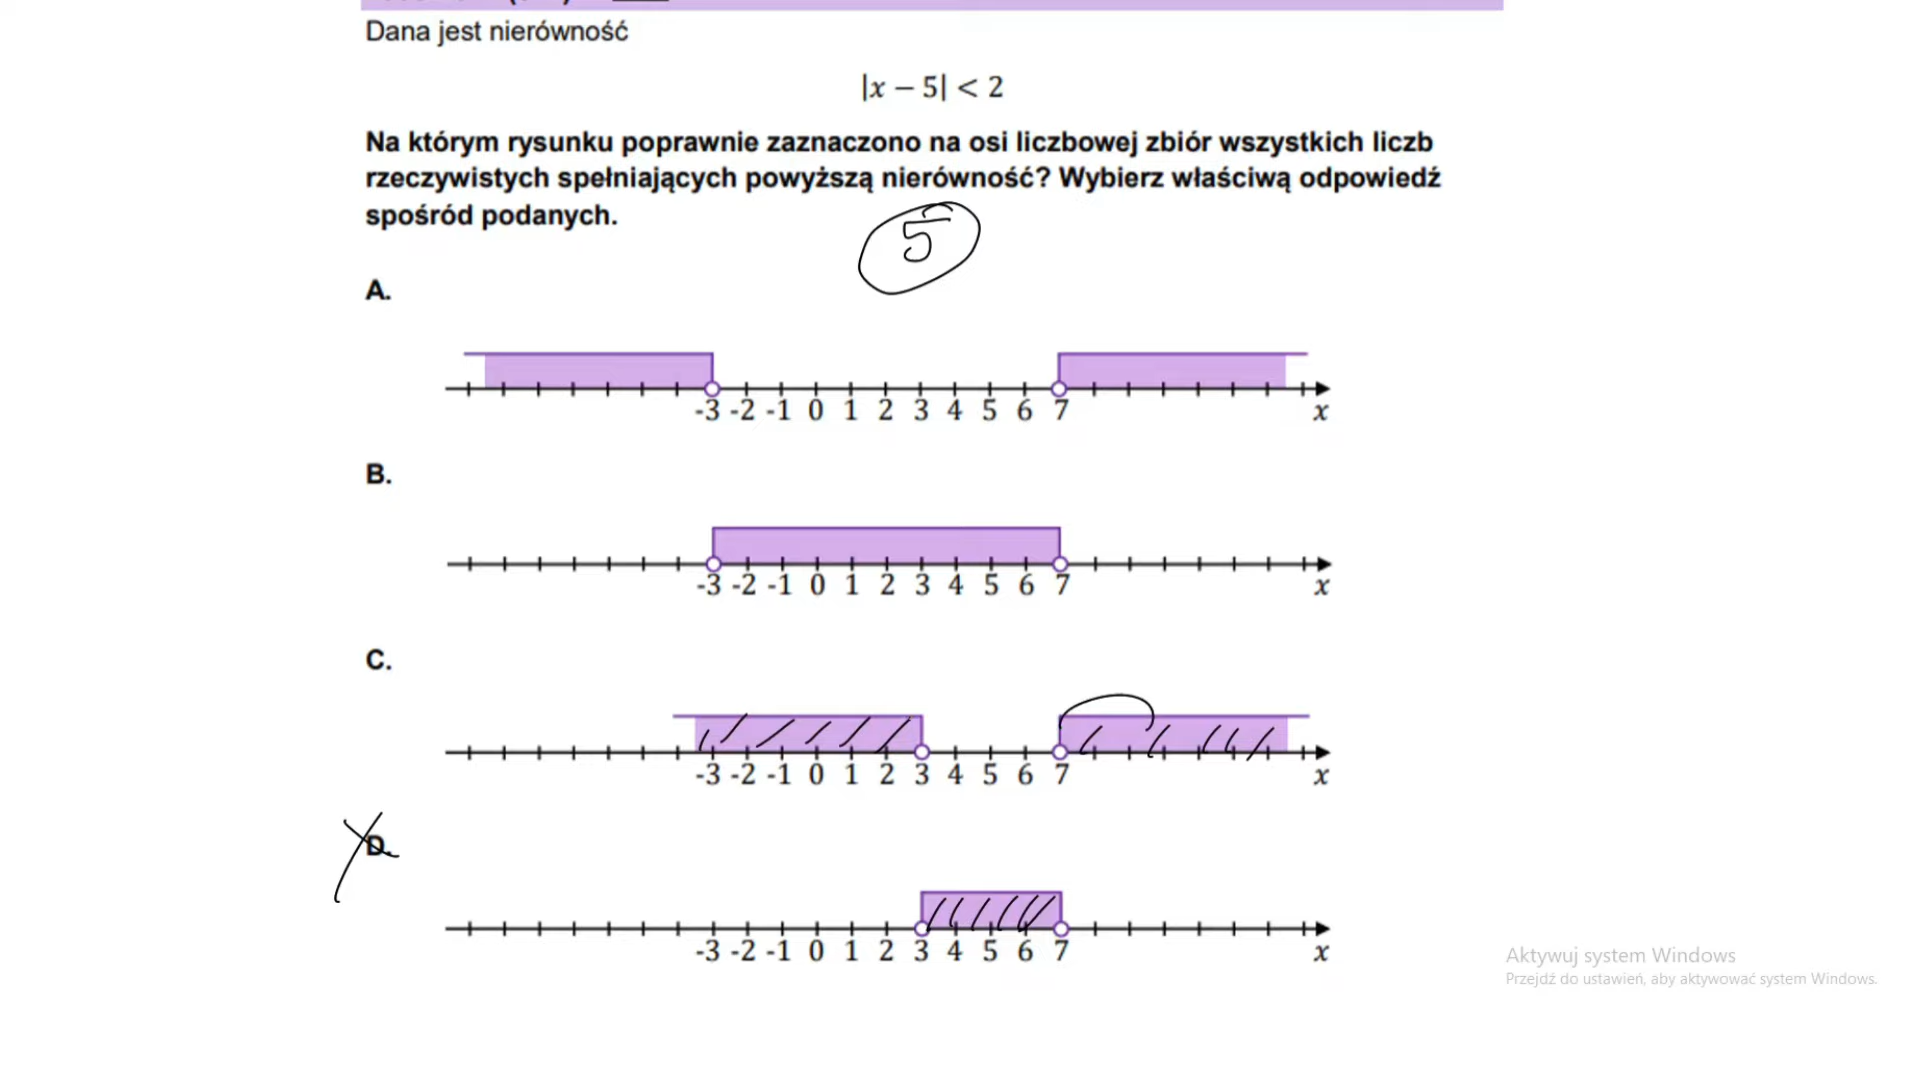 Dana jest nierówność
|x − 5| < 2
Na którym rysunku poprawnie zaznaczono na osi liczbowej zbiór wszystkich liczb
rzeczywistych spełniających powyższą nierówność? Wybierz właściwą odpowiedź
spośród podanych.
5
A.
-3 -2 -1 0 1 2 3 4 5 6 7 x
B.
-3 -2 -1 0 1 2 3 4 5 6 7 x
C.
-3 -2 -1 0 1 2 3 4 5 6 7 x
D.
-3 -2 -1 0 1 2 3 4 5 6 7 x
Aktywuj system Windows
Przejdź do ustawień, aby aktywować system Windows.